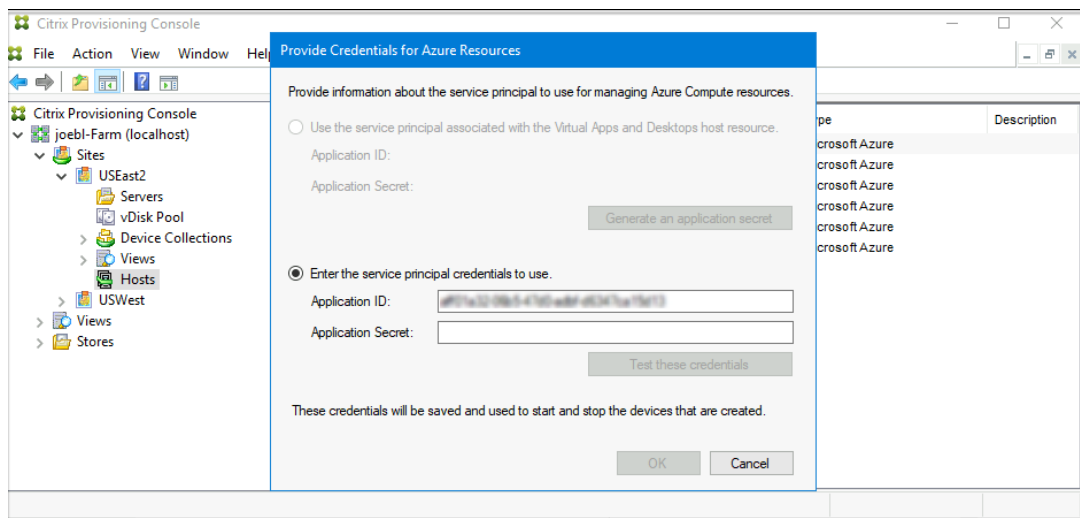 Citrix Provisioning Console
File Action View Window Hel
Provide Credentials for Azure Resources
Citrix Provisioning Console
joebl-Farm (localhost)
Sites
USEast2
Servers
vDisk Pool
Device Collections
Views
Hosts
USWest
Views
Stores
Provide information about the service principal to use for managing Azure Compute resources.
Use the service principal associated with the Virtual Apps and Desktops host resource.
Application ID:
Application Secret:
Generate an application secret
Enter the service principal credentials to use.
Application ID:
Application Secret:
Test these credentials
These credentials will be saved and used to start and stop the devices that are created.
OK Cancel
pe Description
crosoft Azure
crosoft Azure
crosoft Azure
crosoft Azure
crosoft Azure
crosoft Azure